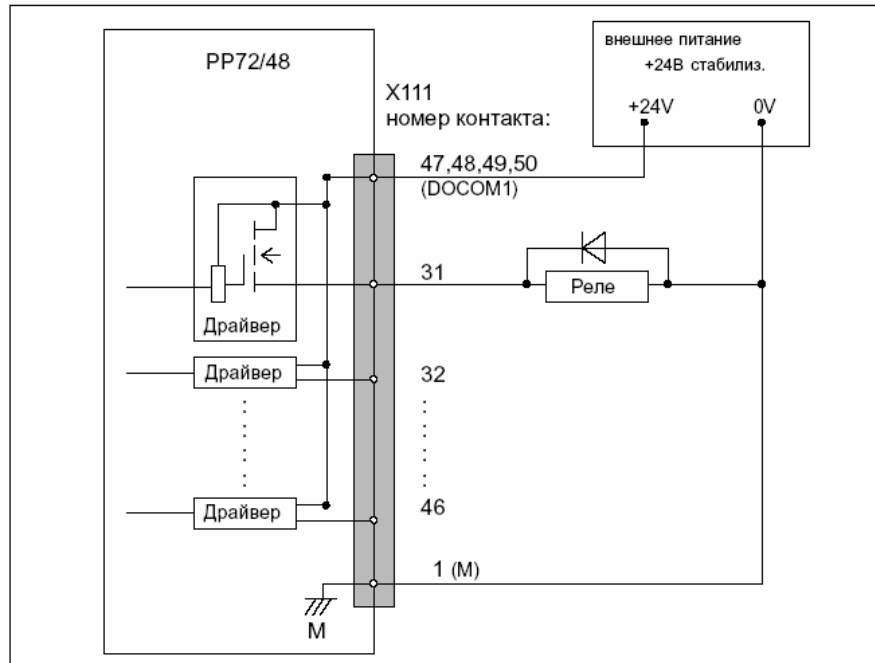 PP72/48
X111
номер контакта:
внешнее питание
+24В стабилиз.
+24V
0V
47,48,49,50
(DOCOM1)
31
Реле
Драйвер
Драйвер
32
Драйвер
46
1 (M)
M